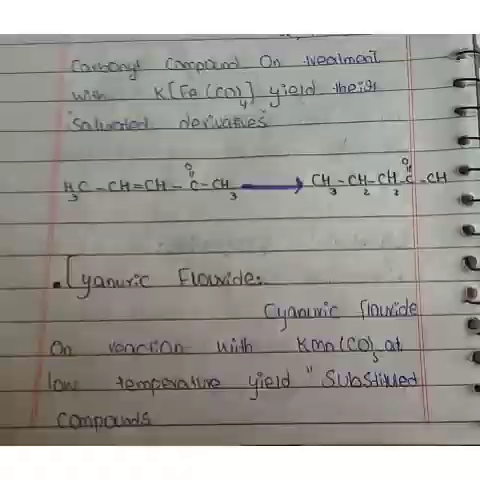 Carbonyl Compound On treatment
with K[Fe(CO)4] yield their
"Saturated derivatives"
H3C-CH=CH-C(=O)-CH3 ⟶ CH3-CH2-CH2-C(=O)-CH
. Cyanuric Flouride:
Cyanuric flouride
On reaction with KMn(CO)5 at
low temperature yield "Substitued
compounds